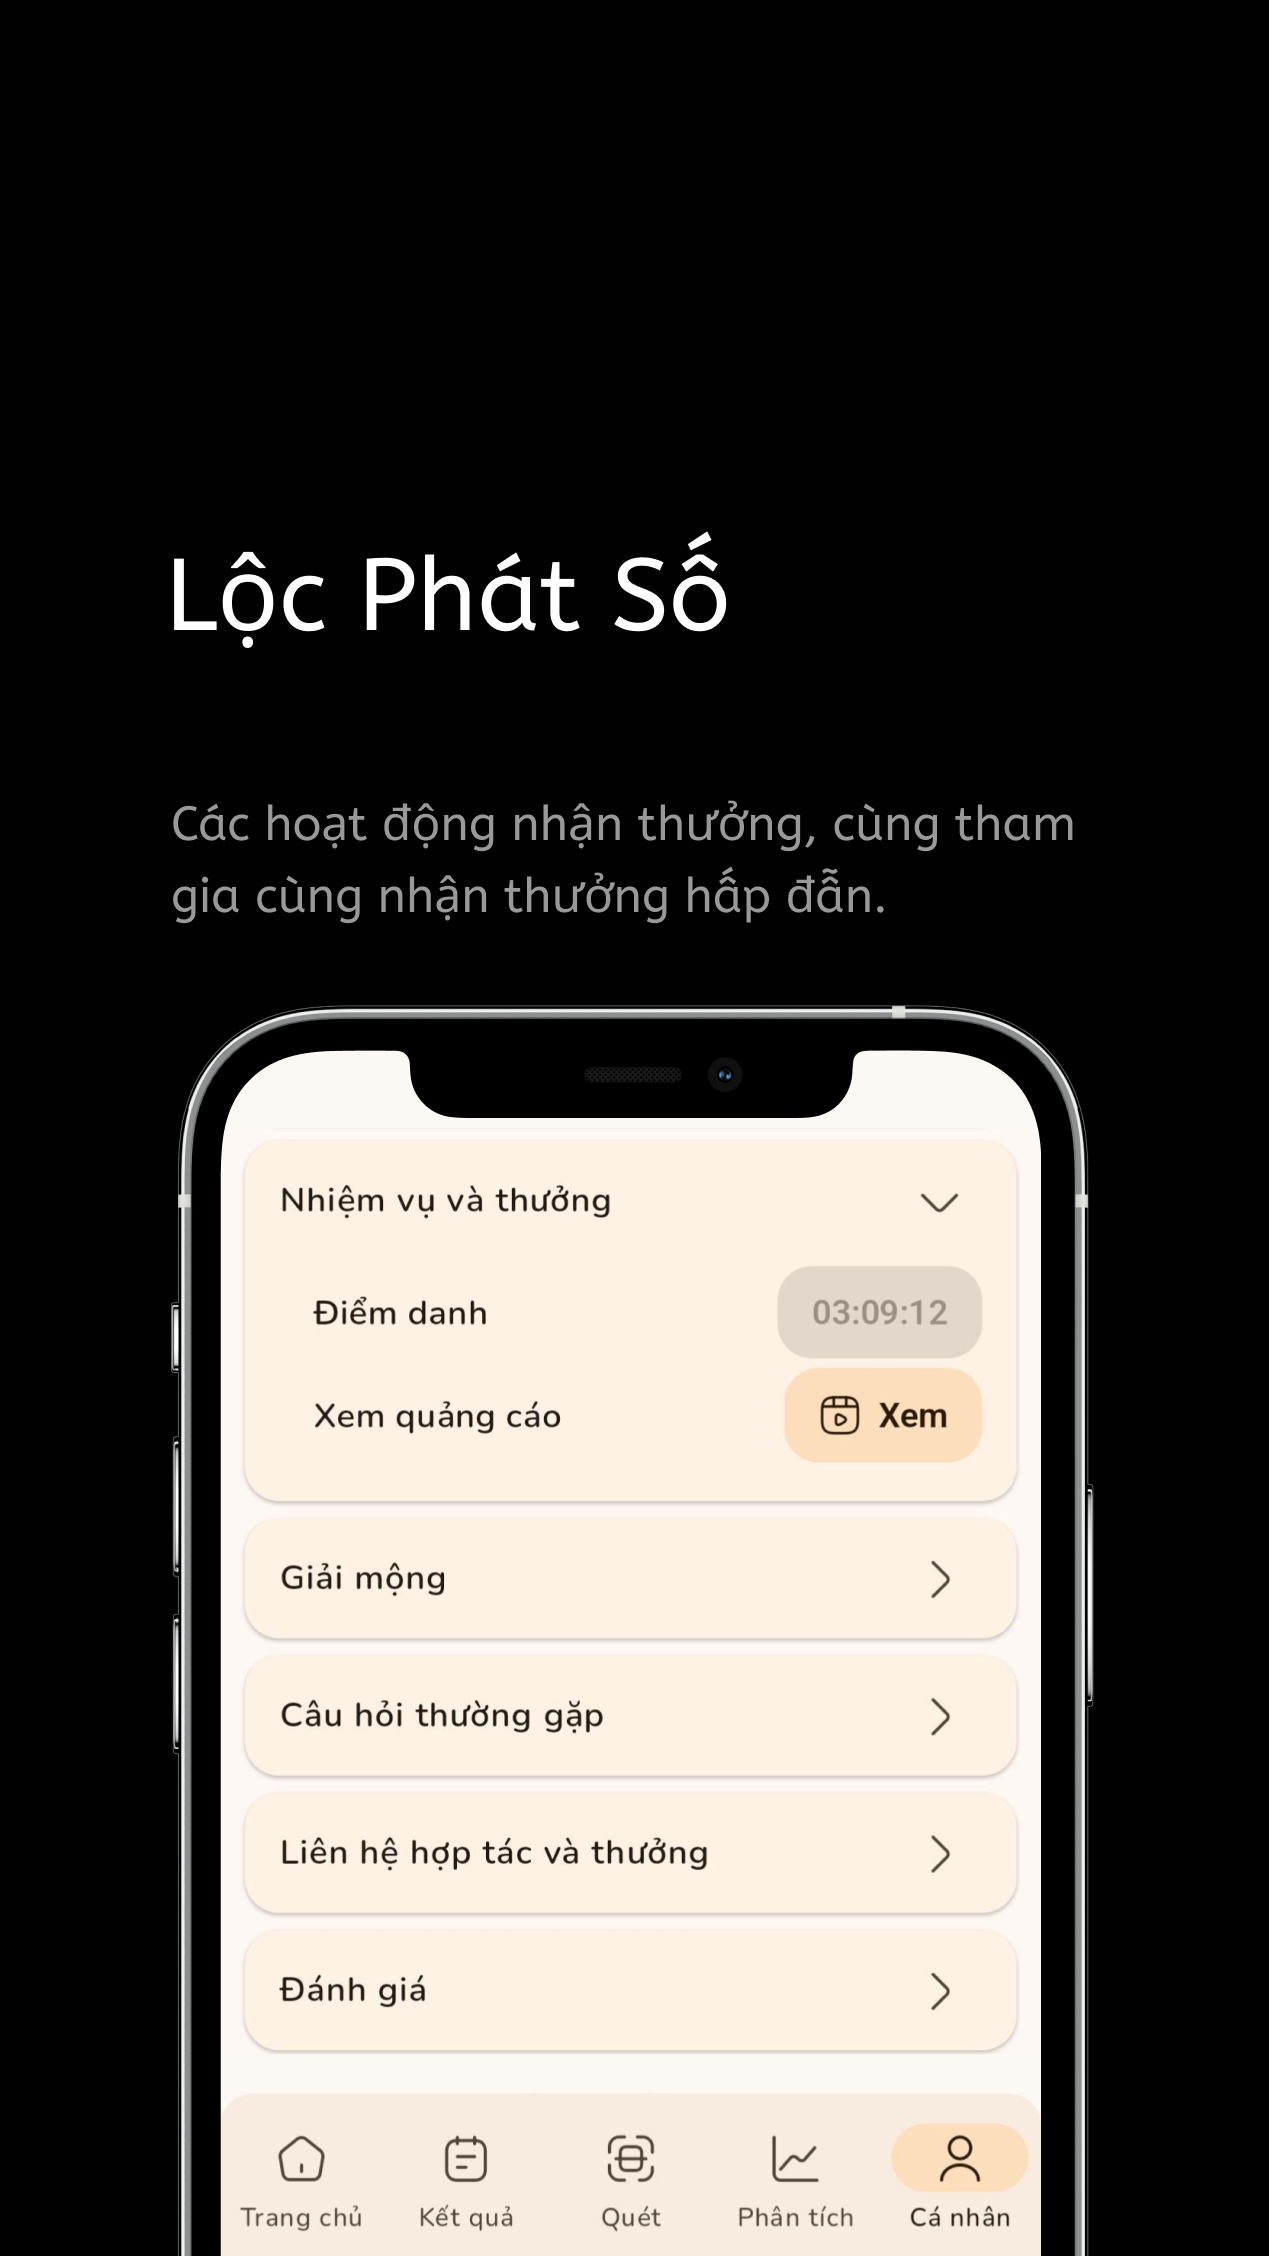 Lộc Phát Số
Các hoạt động nhận thưởng, cùng tham
gia cùng nhận thưởng hấp đẫn.
Nhiệm vụ và thưởng
Điểm danh
03:09:12
Xem quảng cáo
Xem
Giải mộng
Câu hỏi thường gặp
Liên hệ hợp tác và thưởng
Đánh giá
Trang chủ
Kết quả
Quét
Phân tích
Cá nhân